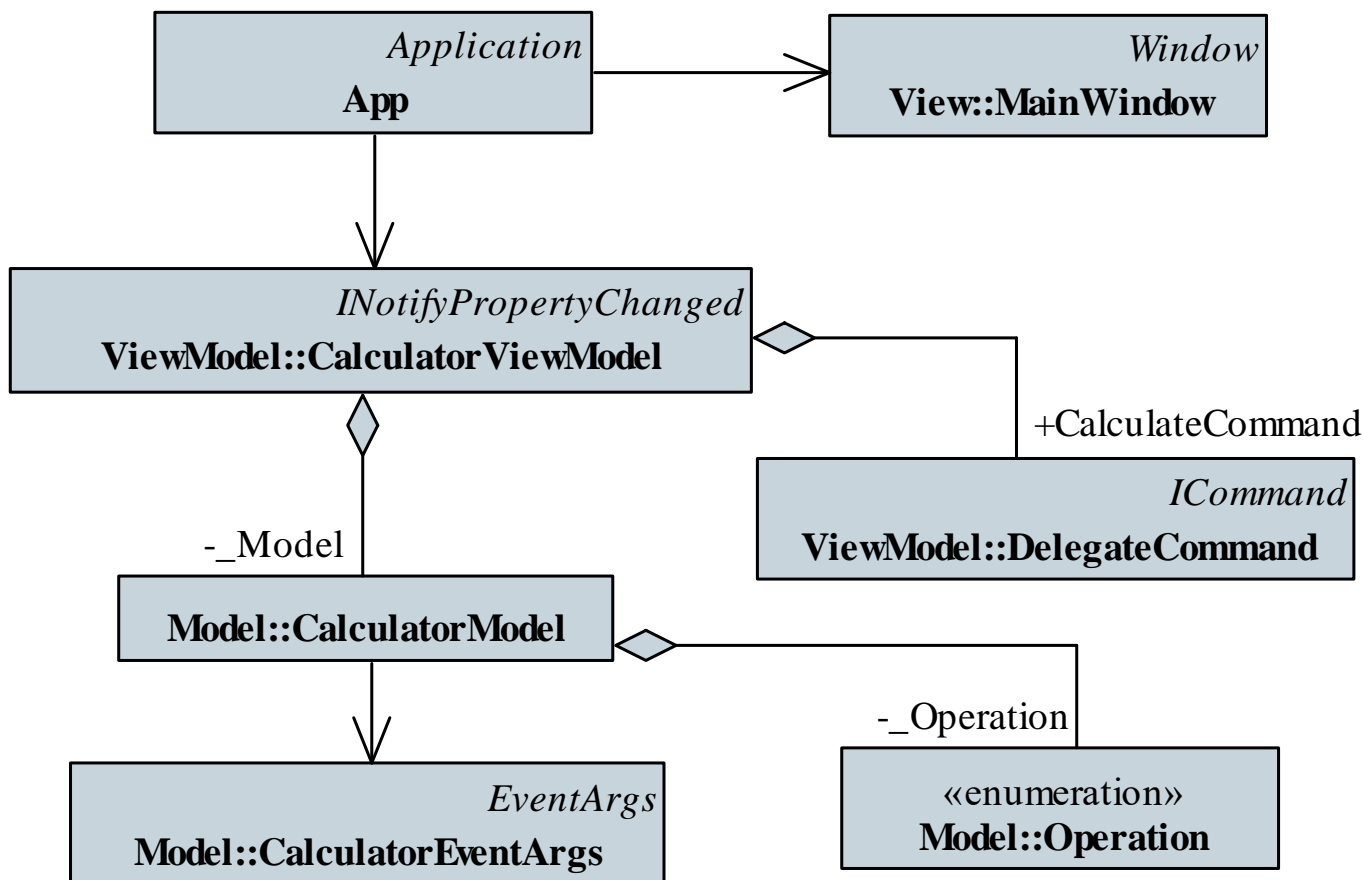 Application
App
Window
View::MainWindow
INotifyPropertyChanged
ViewModel::CalculatorViewModel
+CalculateCommand
ICommand
ViewModel::DelegateCommand
-_Model
Model::CalculatorModel
-_Operation
«enumeration»
Model::Operation
EventArgs
Model::CalculatorEventArgs